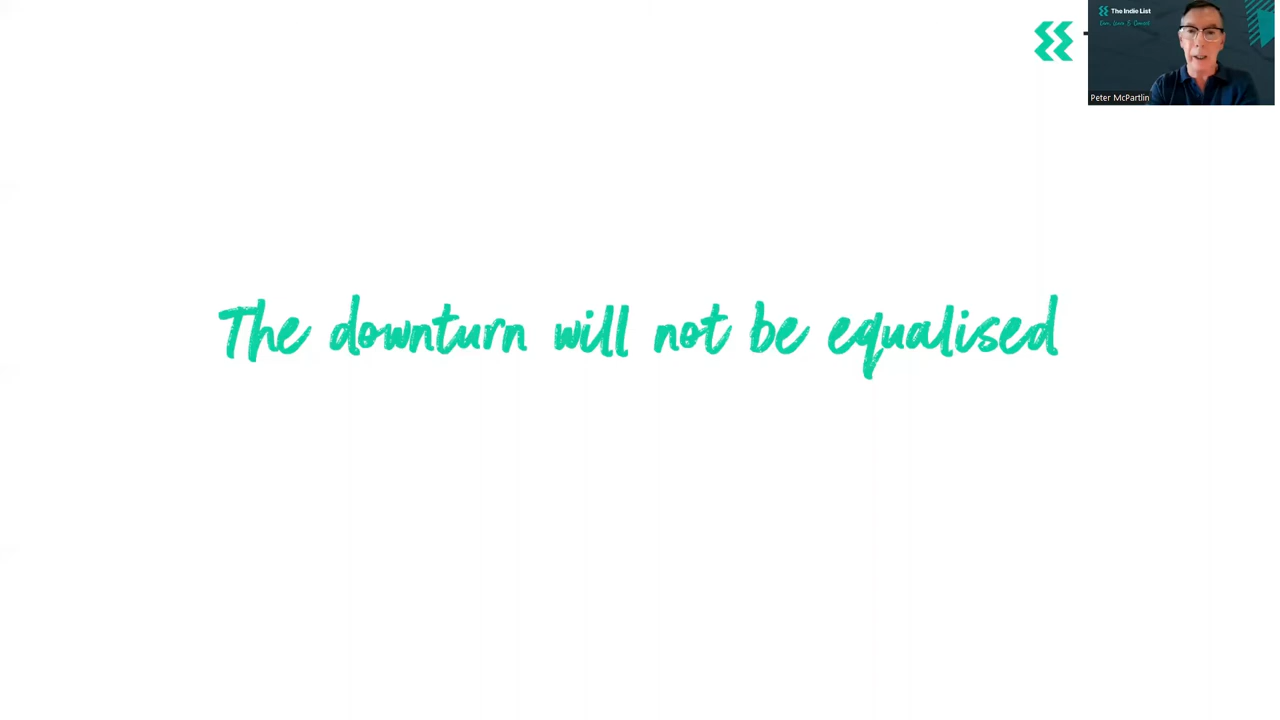 The Indie List
Peter McPartlin
The downturn will not be equalised